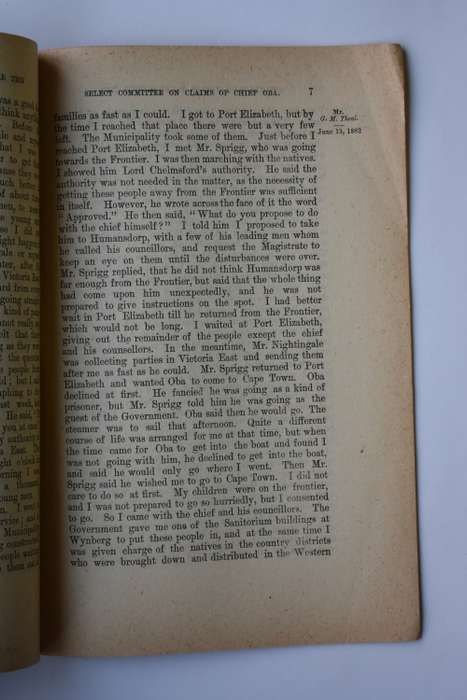 SELECT COMMITTEE ON CLAIMS OF CHIEF OBA. 7
families as fast as I could. I got to Port Elizabeth, but by
the time I reached that place there were but a very few
left. The Municipality took some of them. Just before I
reached Port Elizabeth, I met Mr. Sprigg, who was going
towards the Frontier. I was then marching with the natives.
I showed him Lord Chelmsford's authority. He said the
authority was not needed in the matter, as the necessity of
getting these people away from the Frontier was sufficient
" itself. However, he wrote across the face of it the word
" Approved." He then said, " What do you propose to do
with the chief himself?" I told him I proposed to take
him to Humansdorp, with a few of his leading men whom
he called his councillors, and request the Magistrate to
keep an eye on them until the disturbances were over.
Mr. Sprigg replied, that he did not think Humansdorp was
far enough from the Frontier, but said that the whole thing
had come upon him unexpectedly, and he was not
prepared to give instructions on the spot. I had better
wait in Port Elizabeth till he returned from the Frontier,
which would not be long. I waited at Port Elizabeth,
giving out the remainder of the people except the chief
and his counsellors. In the meantime, Mr. Nightingale
was collecting parties in Victoria East and sending them
after me as fast as he could. Mr. Sprigg returned to Port
Elizabeth and wanted Oba to come to Cape Town. Oba
declined at first. He fancied he was going as a kind of
prisoner, but Mr. Sprigg told him he was going as the
guest of the Government. Oba said then he would go. The
steamer was to sail that afternoon. Quite a different
course of life was arranged for me at that time, but when
the time came for Oba to get into the boat and found I
was not going with him, he declined to get into the boat,
and said he would only go where I went. Then Mr.
Sprigg said he wished me to go to Cape Town. I did not
care to do so at first. My children were on the frontier,
and I was not prepared to go so hurriedly, but I consented
to go. So I came with the chief and his councillors. The
Government gave me one of the Sanitorium buildings at
Wynberg to put these people in, and at the same time I
was given charge of the natives in the country districts
who were brought down and distributed in the Western
Mr.
G. M. Theal.
June 13, 1882